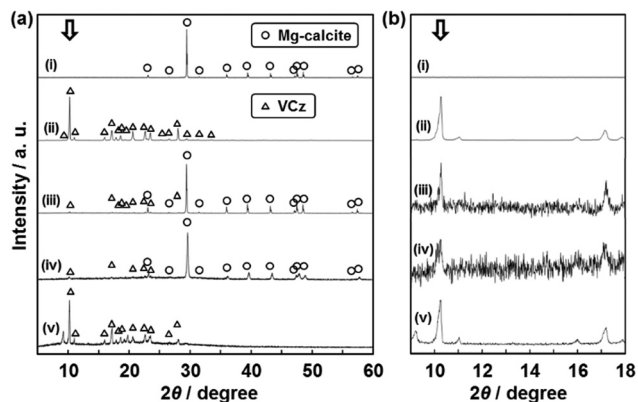 (a)
Mg-calcite
(i)
VCz
(ii)
(iii)
(iv)
(v)
10 20 30 40 50 60
2θ / degree
Intensity / a. u.
(b)
(i)
(ii)
(iii)
(iv)
(v)
10 12 14 16 18
2θ / degree